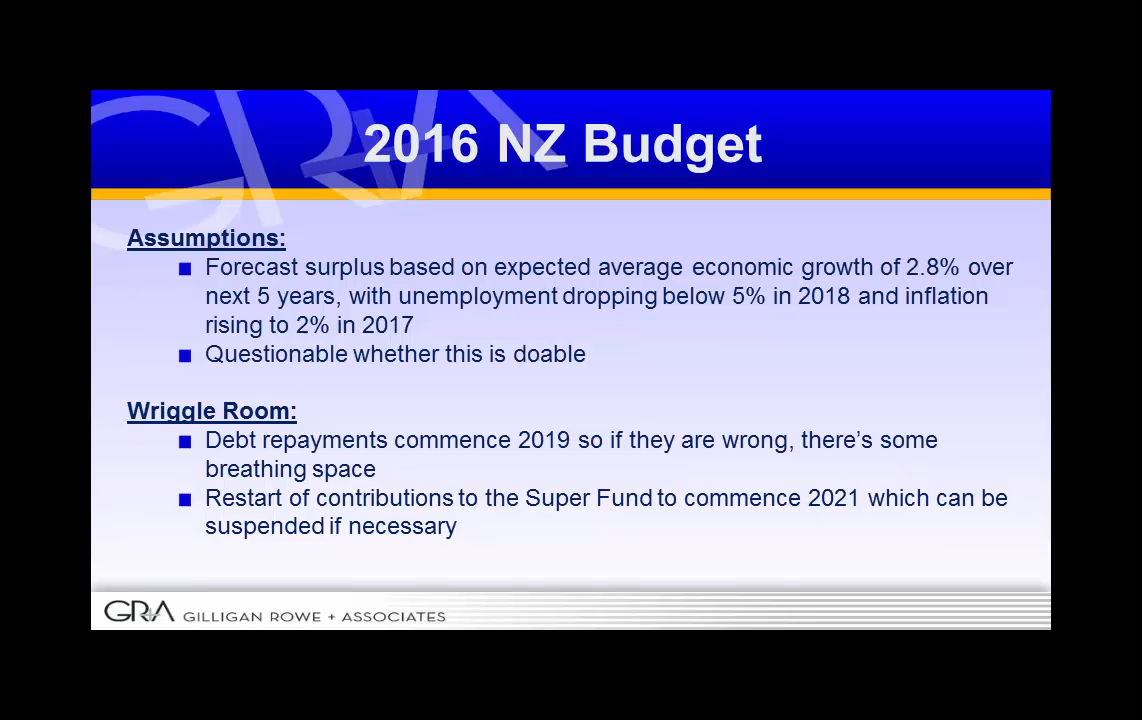 2016 NZ Budget
Assumptions:
Forecast surplus based on expected average economic growth of 2.8% over
next 5 years, with unemployment dropping below 5% in 2018 and inflation
rising to 2% in 2017
Questionable whether this is doable
Wriggle Room:
Debt repayments commence 2019 so if they are wrong, there's some
breathing space
Restart of contributions to the Super Fund to commence 2021 which can be
suspended if necessary
GRA GILLIGAN ROWE + ASSOCIATES